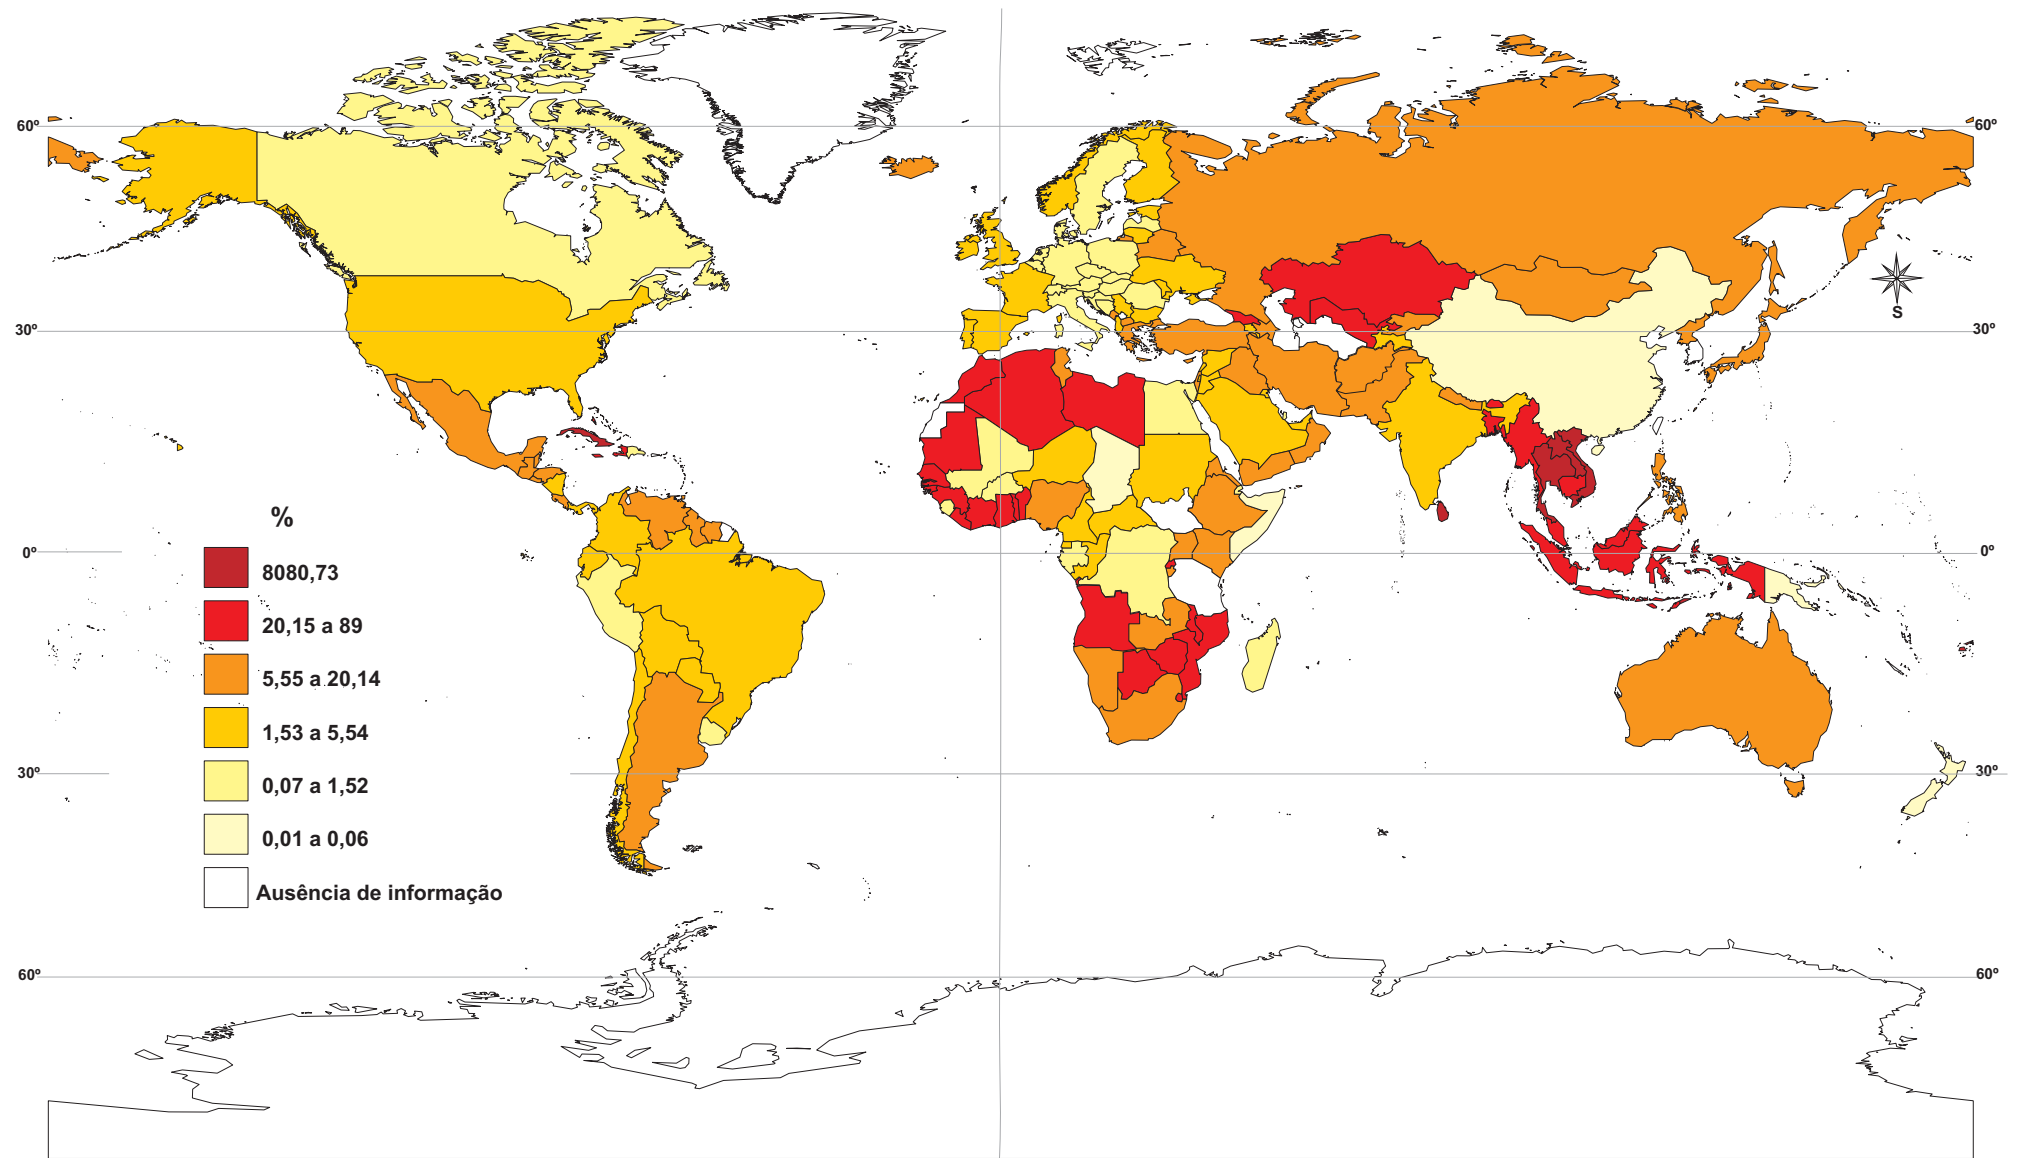 60º
60º
S
30º
30º
%
0º
0º
8080,73
20,15 a 89
5,55 a 20,14
1,53 a 5,54
30º
30º
0,07 a 1,52
0,01 a 0,06
Ausência de informação
60º
60º